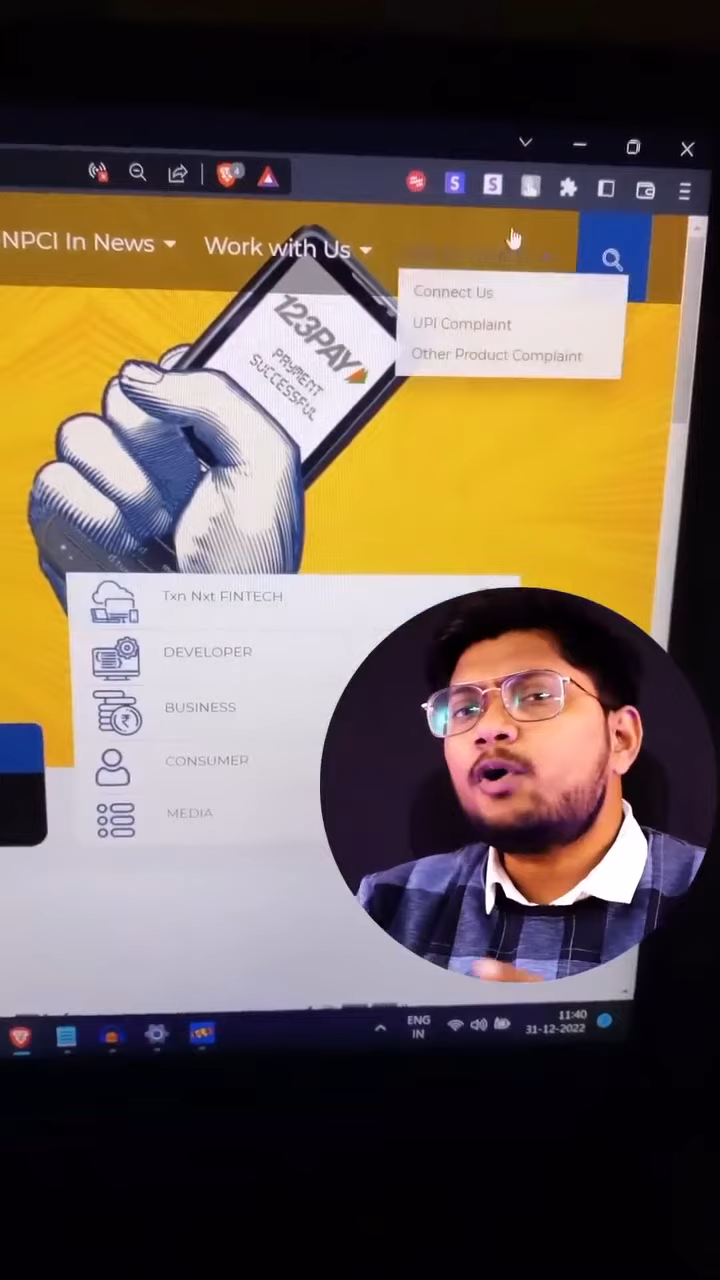 S
S
4
NPCI In News
Work with Us
Connect Us
UPI Complaint
Other Product Complaint
123PAY
PAYMENT
SUCCESSFUL
Txn Nxt FINTECH
DEVELOPER
BUSINESS
CONSUMER
MEDIA
ENG
IN
11:40
31-12-2022